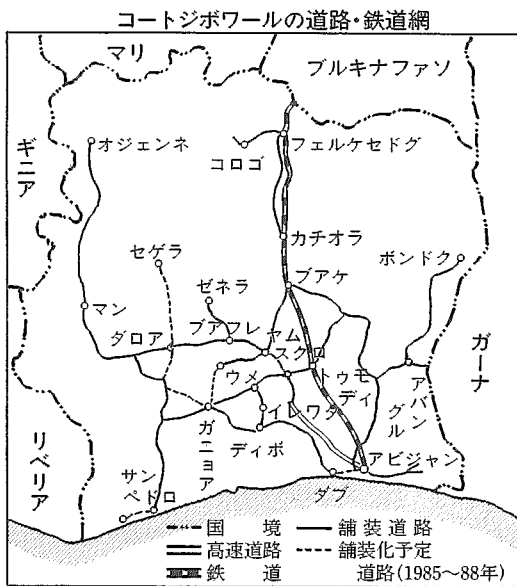 コートジボワールの道路・鉄道網
マリ
ブルキナファソ
ギニア
オジェンネ
コロゴ
フェルケセドグ
カチオラ
セゲラ
ゼネラ
ブアケ
ボンドク
マン
ダロア
ブアフレ
ヤムスクロ
トゥモディ
ウメ
イレ
ワタ
ガニョア
ディボ
アバングル
ガーナ
リベリア
サンペドロ
ダブ
アビジャン
国境
舗装道路
高速道路
舗装化予定
鉄道
道路(1985〜88年)